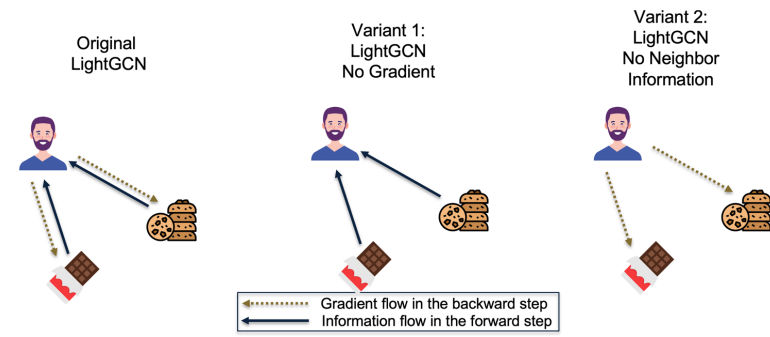 Original
LightGCN
Variant 1:
LightGCN
No Gradient
Variant 2:
LightGCN
No Neighbor
Information
Gradient flow in the backward step
Information flow in the forward step